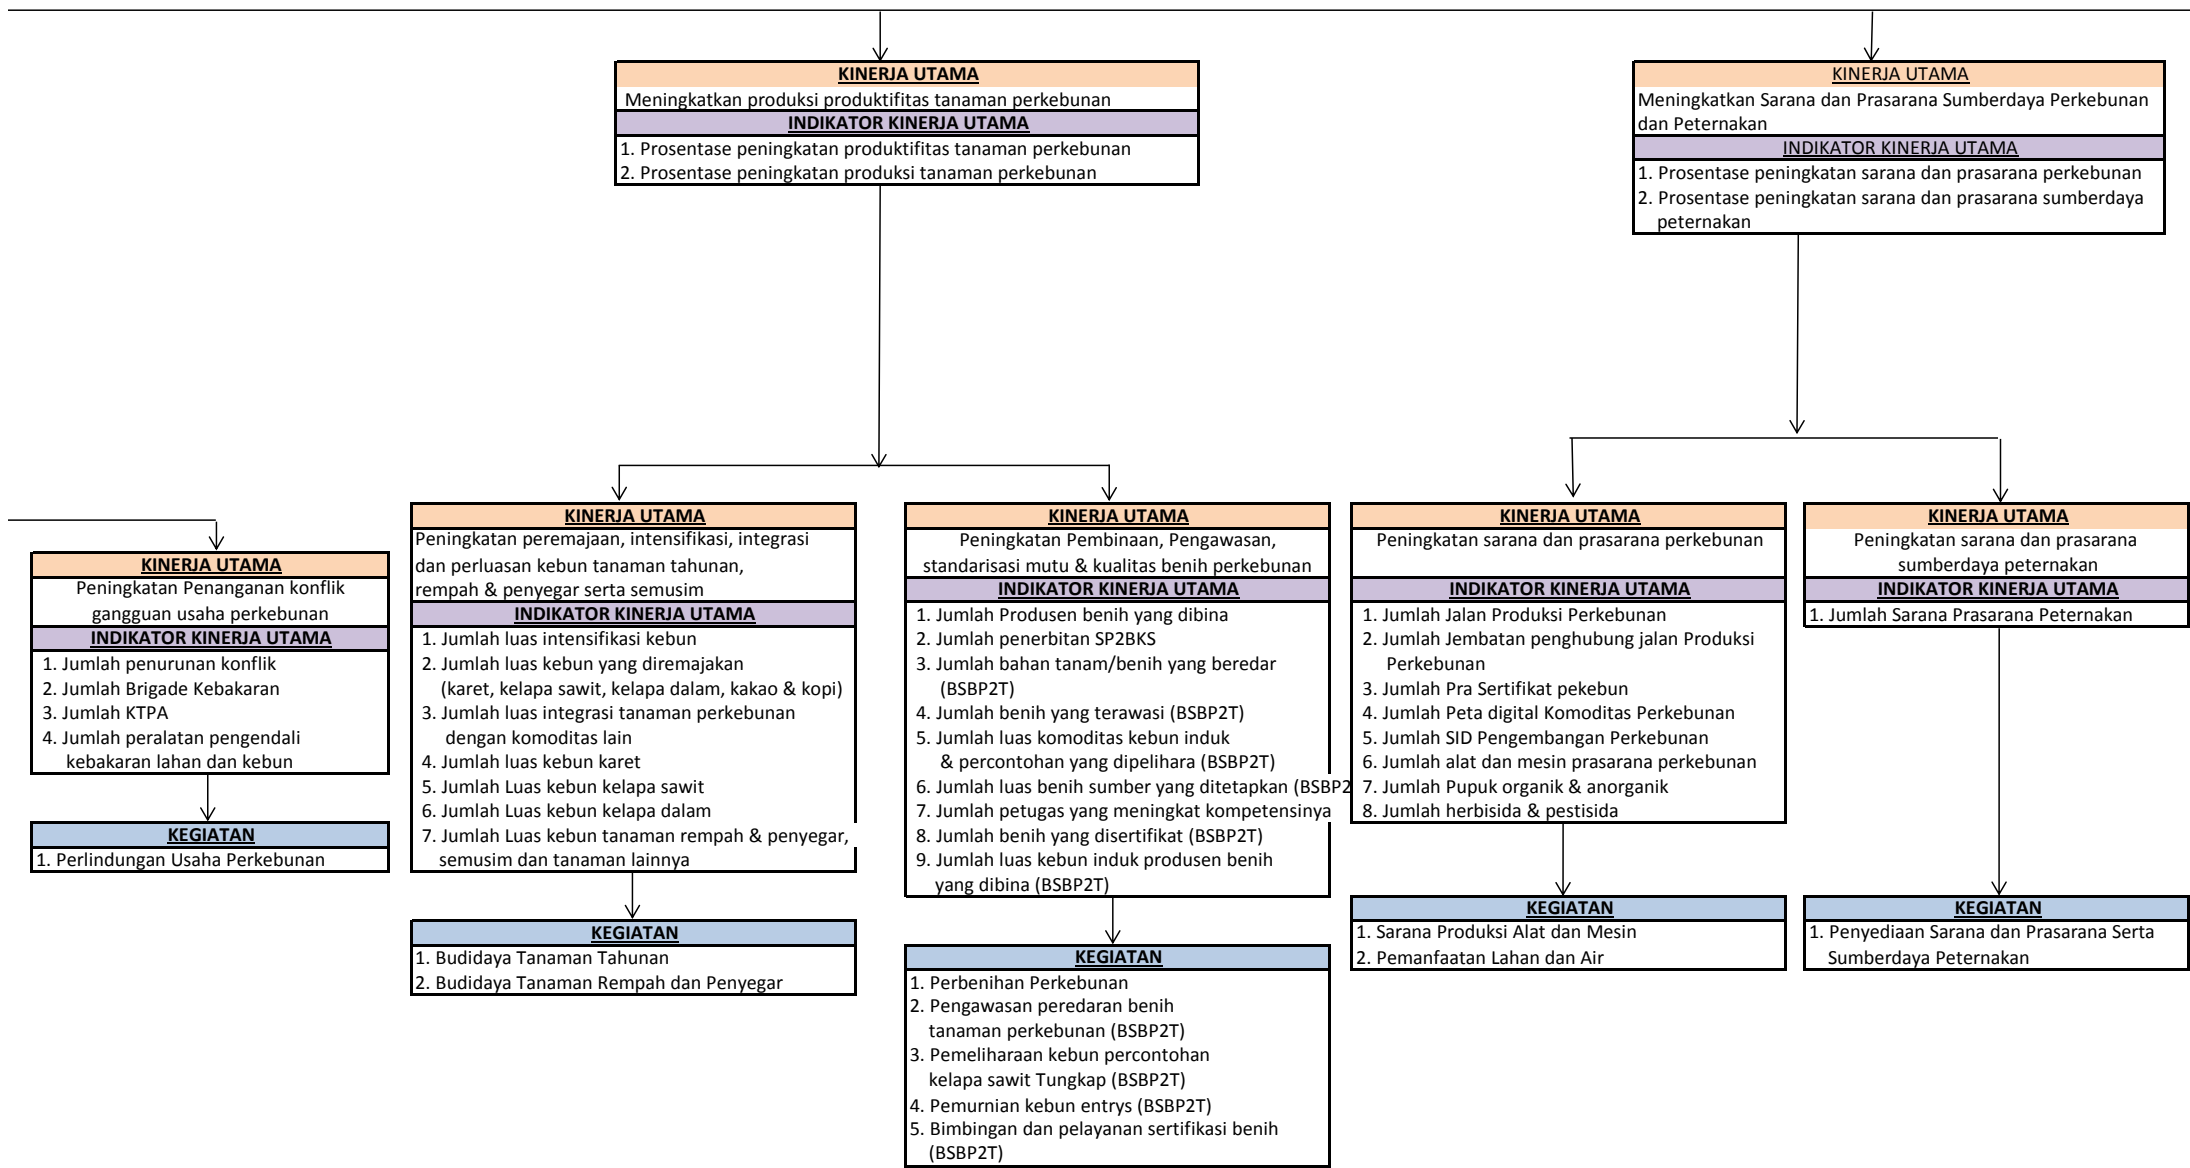 KINERJA UTAMA
Meningkatkan produksi produktifitas tanaman perkebunan
INDIKATOR KINERJA UTAMA
1. Prosentase peningkatan produktifitas tanaman perkebunan
2. Prosentase peningkatan produksi tanaman perkebunan
KINERJA UTAMA
Meningkatkan Sarana dan Prasarana Sumberdaya Perkebunan
dan Peternakan
INDIKATOR KINERJA UTAMA
1. Prosentase peningkatan sarana dan prasarana perkebunan
2. Prosentase peningkatan sarana dan prasarana sumberdaya
peternakan
KINERJA UTAMA
Peningkatan Penanganan konflik
gangguan usaha perkebunan
INDIKATOR KINERJA UTAMA
1. Jumlah penurunan konflik
2. Jumlah Brigade Kebakaran
3. Jumlah KTPA
4. Jumlah peralatan pengendali
kebakaran lahan dan kebun
KEGIATAN
1. Perlindungan Usaha Perkebunan
KINERJA UTAMA
Peningkatan peremajaan, intensifikasi, integrasi
dan perluasan kebun tanaman tahunan,
rempah & penyegar serta semusim
INDIKATOR KINERJA UTAMA
1. Jumlah luas intensifikasi kebun
2. Jumlah luas kebun yang diremajakan
(karet, kelapa sawit, kelapa dalam, kakao & kopi)
3. Jumlah luas integrasi tanaman perkebunan
dengan komoditas lain
4. Jumlah luas kebun karet
5. Jumlah Luas kebun kelapa sawit
6. Jumlah Luas kebun kelapa dalam
7. Jumlah Luas kebun tanaman rempah & penyegar,
semusim dan tanaman lainnya
KEGIATAN
1. Budidaya Tanaman Tahunan
2. Budidaya Tanaman Rempah dan Penyegar
KINERJA UTAMA
Peningkatan Pembinaan, Pengawasan,
standarisasi mutu & kualitas benih perkebunan
INDIKATOR KINERJA UTAMA
1. Jumlah Produsen benih yang dibina
2. Jumlah penerbitan SP2BKS
3. Jumlah bahan tanam/benih yang beredar
(BSBP2T)
4. Jumlah benih yang terawasi (BSBP2T)
5. Jumlah luas komoditas kebun induk
& percontohan yang dipelihara (BSBP2T)
6. Jumlah luas benih sumber yang ditetapkan (BSBP2
7. Jumlah petugas yang meningkat kompetensinya
8. Jumlah benih yang disertifikat (BSBP2T)
9. Jumlah luas kebun induk produsen benih
yang dibina (BSBP2T)
KEGIATAN
1. Perbenihan Perkebunan
2. Pengawasan peredaran benih
tanaman perkebunan (BSBP2T)
3. Pemeliharaan kebun percontohan
kelapa sawit Tungkap (BSBP2T)
4. Pemurnian kebun entrys (BSBP2T)
5. Bimbingan dan pelayanan sertifikasi benih
(BSBP2T)
KINERJA UTAMA
Peningkatan sarana dan prasarana perkebunan
INDIKATOR KINERJA UTAMA
1. Jumlah Jalan Produksi Perkebunan
2. Jumlah Jembatan penghubung jalan Produksi
Perkebunan
3. Jumlah Pra Sertifikat pekebun
4. Jumlah Peta digital Komoditas Perkebunan
5. Jumlah SID Pengembangan Perkebunan
6. Jumlah alat dan mesin prasarana perkebunan
7. Jumlah Pupuk organik & anorganik
8. Jumlah herbisida & pestisida
KEGIATAN
1. Sarana Produksi Alat dan Mesin
2. Pemanfaatan Lahan dan Air
KINERJA UTAMA
Peningkatan sarana dan prasarana
sumberdaya peternakan
INDIKATOR KINERJA UTAMA
1. Jumlah Sarana Prasarana Peternakan
KEGIATAN
1. Penyediaan Sarana dan Prasarana Serta
Sumberdaya Peternakan